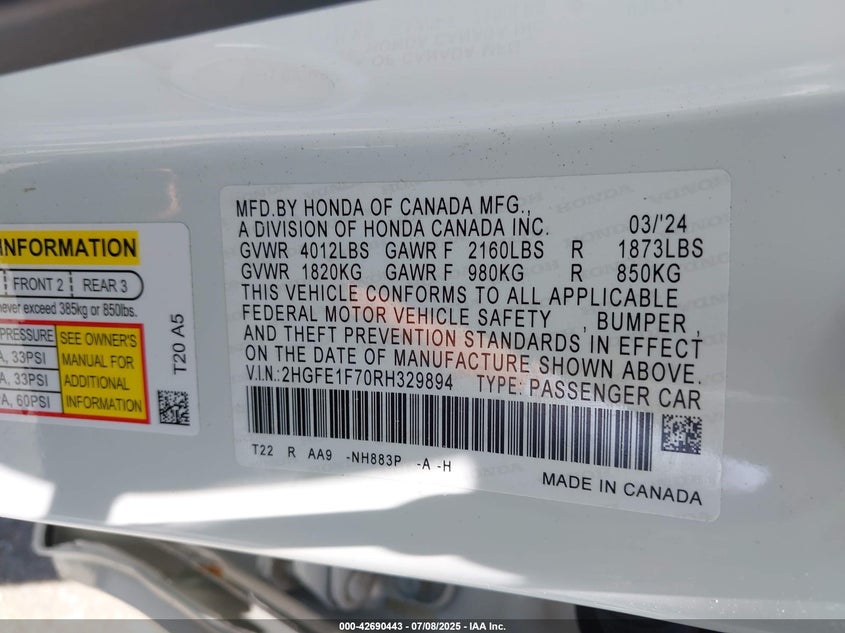 INFORMATION
FRONT 2 REAR 3
never exceed 385kg or 850lbs.
PRESSURE SEE OWNER'S
33PSI MANUAL FOR
33PSI ADDITIONAL
60PSI INFORMATION
T20 A5
MFD.BY HONDA OF CANADA MFG.,
A DIVISION OF HONDA CANADA INC. 03/'24
GVWR 4012LBS GAWR F 2160LBS R 1873LBS
GVWR 1820KG GAWR F 980KG R 850KG
THIS VEHICLE CONFORMS TO ALL APPLICABLE
FEDERAL MOTOR VEHICLE SAFETY , BUMPER ,
AND THEFT PREVENTION STANDARDS IN EFFECT
ON THE DATE OF MANUFACTURE SHOWN ABOVE.
V.I.N.:2HGFE1F70RH329894 TYPE: PASSENGER CAR
T22 R AA9 -NH883P -A -H
MADE IN CANADA
000-42690443 — 07/08/2025 - IAA Inc.